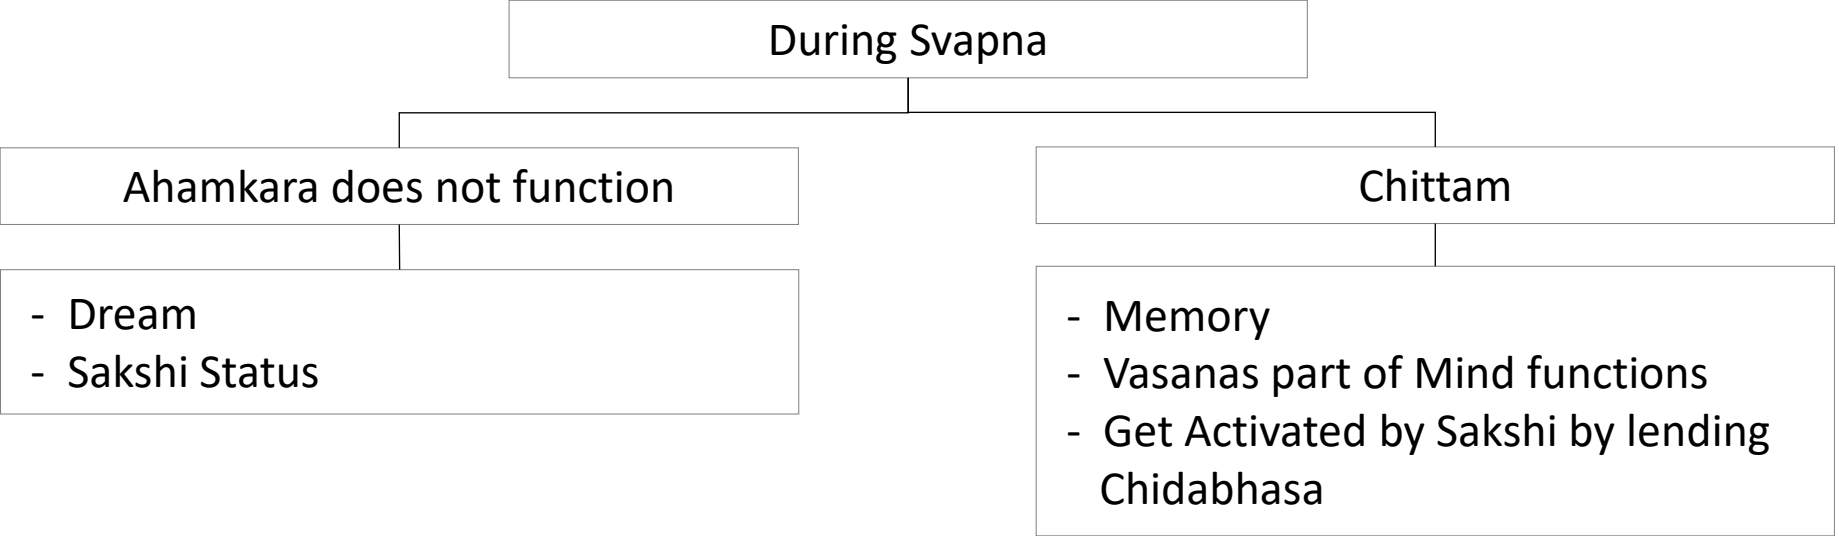 During Svapna
Ahamkara does not function
Chittam
- Dream
- Sakshi Status
- Memory
- Vasanas part of Mind functions
- Get Activated by Sakshi by lending
Chidabhasa